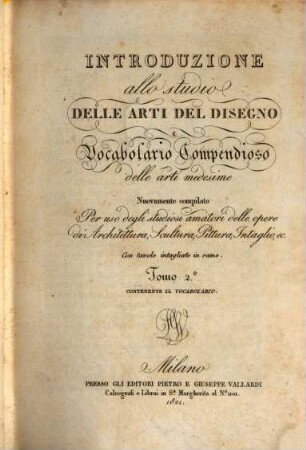 INTRODUZIONE
allo studio
DELLE ARTI DEL DISEGNO
e
Vocabolario Compendioso
delle arti medesime
Nuovamente compilato
Per uso degli studiosi amatori delle opere
di Architettura, Scultura, Pittura, Intaglio, ec.
Con tavole intagliate in rame.
Tomo 2.º
CONTENENTE IL VOCABOLARIO.
Milano
PRESSO GLI EDITORI PIETRO E GIUSEPPE VALLARDI
Calcografi e Librai in S.ª Margherita al N.º 1101.
1821.